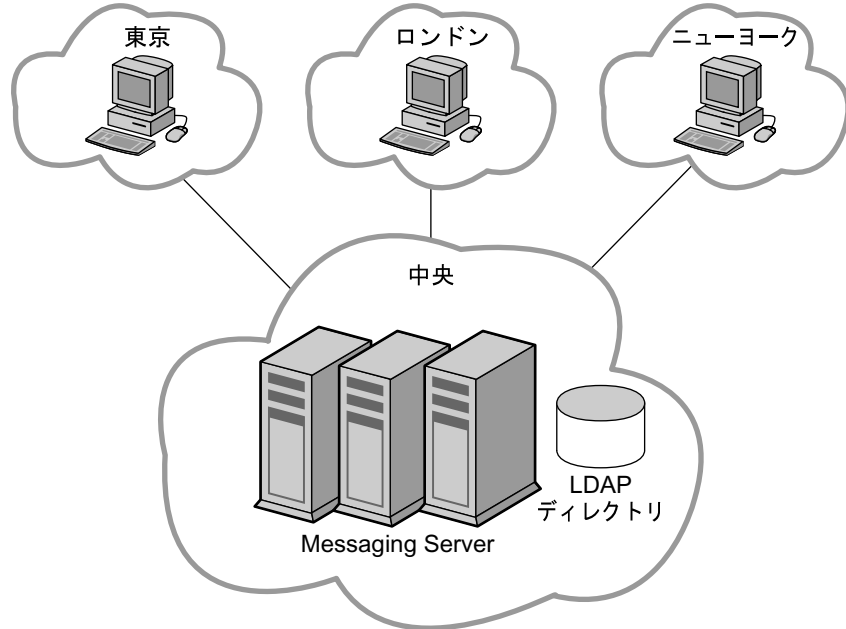 東京
ロンドン
ニューヨーク
中央
LDAP
ディレクトリ
Messaging Server